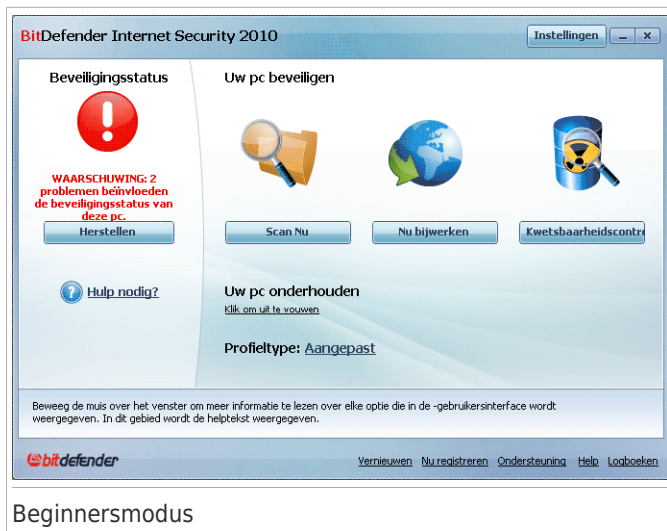 BitDefender Internet Security 2010
Instellingen
Beveiligingsstatus
WAARSCHUWING: 2
problemen beïnvloeden
de beveiligingsstatus van
deze pc.
Herstellen
Hulp nodig?
Uw pc beveiligen
Scan Nu
Nu bijwerken
Kwetsbaarheidscontr
Uw pc onderhouden
Klik om uit te vouwen
Profieltype: Aangepast
Beweeg de muis over het venster om meer informatie te lezen over elke optie die in de -gebruikersinterface wordt
weergegeven. In dit gebied wordt de helptekst weergegeven.
bitdefender
Vernieuwen Nu registreren Ondersteuning Help Logboeken
Beginnersmodus